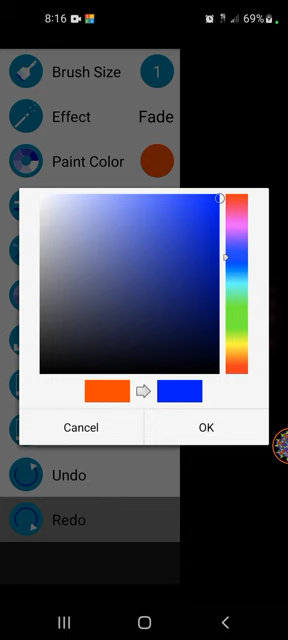 8:16 69%
Brush Size 1
Effect Fade
Paint Color
Cancel OK
Undo
Redo